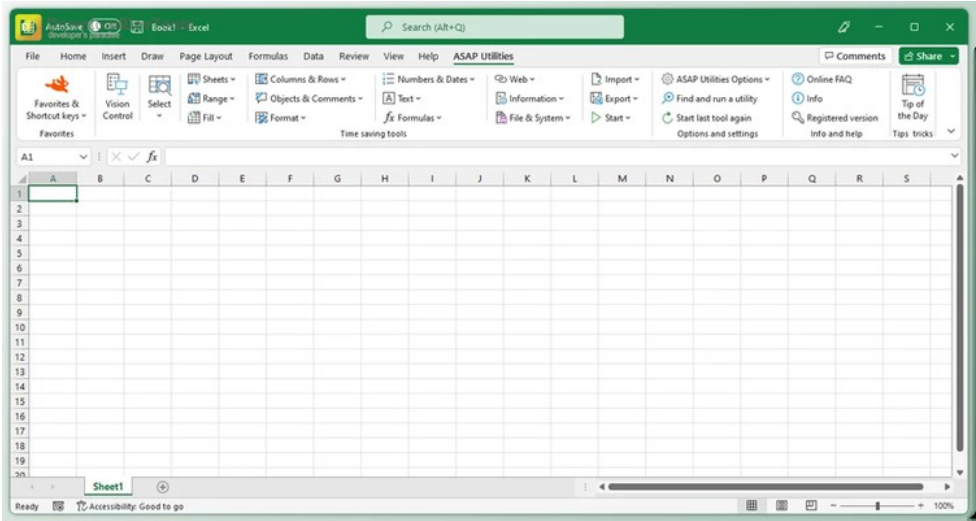 AutoSave Off Book1 - Excel Search (Alt+Q)
developer's paradise
File Home Insert Draw Page Layout Formulas Data Review View Help ASAP Utilities Comments Share
Favorites & Shortcut keys
Vision Control
Select
Sheets
Range
Fill
Columns & Rows
Objects & Comments
Format
Numbers & Dates
Text
fx Formulas
Web
Information
File & System
Import
Export
Start
ASAP Utilities Options
Find and run a utility
Start last tool again
Online FAQ
Info
Registered version
Tip of the Day
Favorites Time saving tools Options and settings Info and help Tips tricks
A1 fx
A B C D E F G H I J K L M N O P Q R S
1
2
3
4
5
6
7
8
9
10
11
12
13
14
15
16
17
18
19
20
Sheet1
Ready Accessibility: Good to go 100%